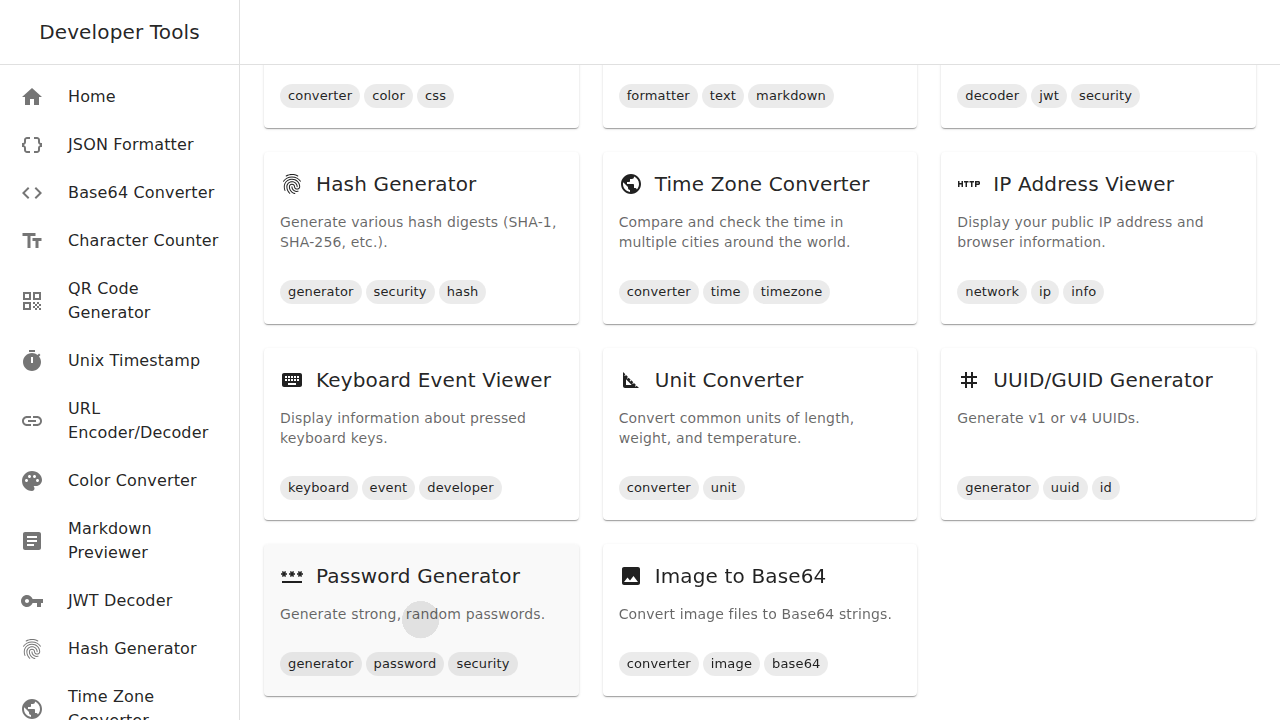 Developer Tools
Home
JSON Formatter
Base64 Converter
Character Counter
QR Code
Generator
Unix Timestamp
URL
Encoder/Decoder
Color Converter
Markdown
Previewer
JWT Decoder
Hash Generator
Time Zone
Converter
converter color css
formatter text markdown
decoder jwt security
Hash Generator
Generate various hash digests (SHA-1,
SHA-256, etc.).
generator security hash
Time Zone Converter
Compare and check the time in
multiple cities around the world.
converter time timezone
HTTP IP Address Viewer
Display your public IP address and
browser information.
network ip info
Keyboard Event Viewer
Display information about pressed
keyboard keys.
keyboard event developer
Unit Converter
Convert common units of length,
weight, and temperature.
converter unit
UUID/GUID Generator
Generate v1 or v4 UUIDs.
generator uuid id
Password Generator
Generate strong, random passwords.
generator password security
Image to Base64
Convert image files to Base64 strings.
converter image base64